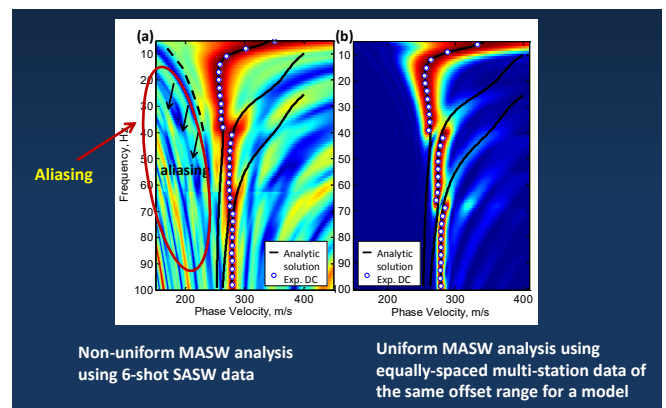 (a)
(b)
10
20
30
40
50
60
70
80
90
100
Frequency, H
Aliasing
aliasing
Analytic
solution
Exp. DC
200
300
400
Phase Velocity, m/s
10
20
30
40
50
60
70
80
90
100
Analytic
solution
Exp. DC
200
300
400
Phase Velocity, m/s
Non-uniform MASW analysis
using 6-shot SASW data
Uniform MASW analysis using
equally-spaced multi-station data of
the same offset range for a model